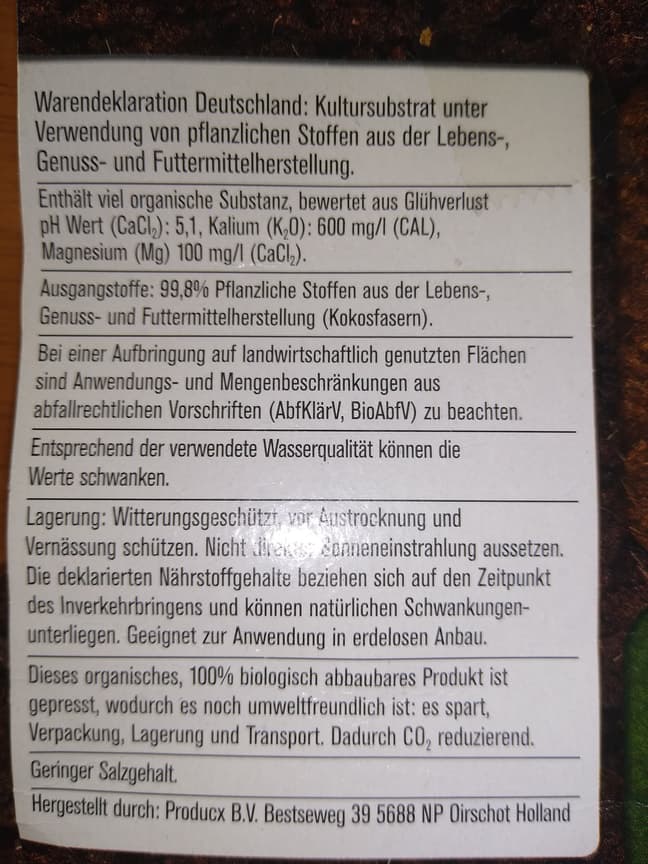 Warendeklaration Deutschland: Kultursubstrat unter
Verwendung von pflanzlichen Stoffen aus der Lebens-,
Genuss- und Futtermittelherstellung.
Enthält viel organische Substanz, bewertet aus Glühverlust
pH Wert (CaCl₂): 5,1, Kalium (K₂O): 600 mg/l (CAL),
Magnesium (Mg) 100 mg/l (CaCl₂).
Ausgangstoffe: 99,8% Pflanzliche Stoffen aus der Lebens-,
Genuss- und Futtermittelherstellung (Kokosfasern).
Bei einer Aufbringung auf landwirtschaftlich genutzten Flächen
sind Anwendungs- und Mengenbeschränkungen aus
abfallrechtlichen Vorschriften (AbfKlärV, BioAbfV) zu beachten.
Entsprechend der verwendete Wasserqualität können die
Werte schwanken.
Lagerung: Witterungsgeschützt, vor Austrocknung und
Vernässung schützen. Nicht direkter Sonneneinstrahlung aussetzen.
Die deklarierten Nährstoffgehalte beziehen sich auf den Zeitpunkt
des Inverkehrbringens und können natürlichen Schwankungen-
unterliegen. Geeignet zur Anwendung in erdelosen Anbau.
Dieses organisches, 100% biologisch abbaubares Produkt ist
gepresst, wodurch es noch umweltfreundlich ist: es spart,
Verpackung, Lagerung und Transport. Dadurch CO₂ reduzierend.
Geringer Salzgehalt.
Hergestellt durch: Producx B.V. Bestseweg 39 5688 NP Oirschot Holland